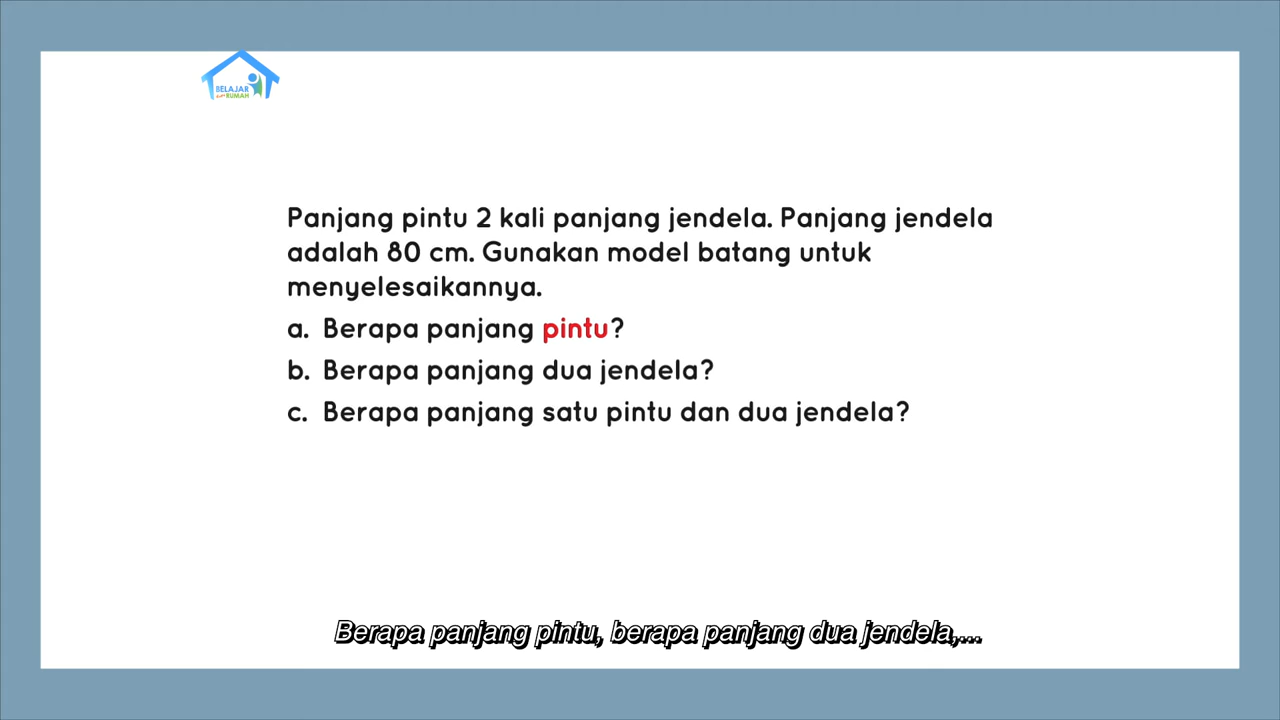 BELAJAR
dari RUMAH
Panjang pintu 2 kali panjang jendela. Panjang jendela
adalah 80 cm. Gunakan model batang untuk
menyelesaikannya.
a. Berapa panjang pintu?
b. Berapa panjang dua jendela?
c. Berapa panjang satu pintu dan dua jendela?
Berapa panjang pintu, berapa panjang dua jendela,...